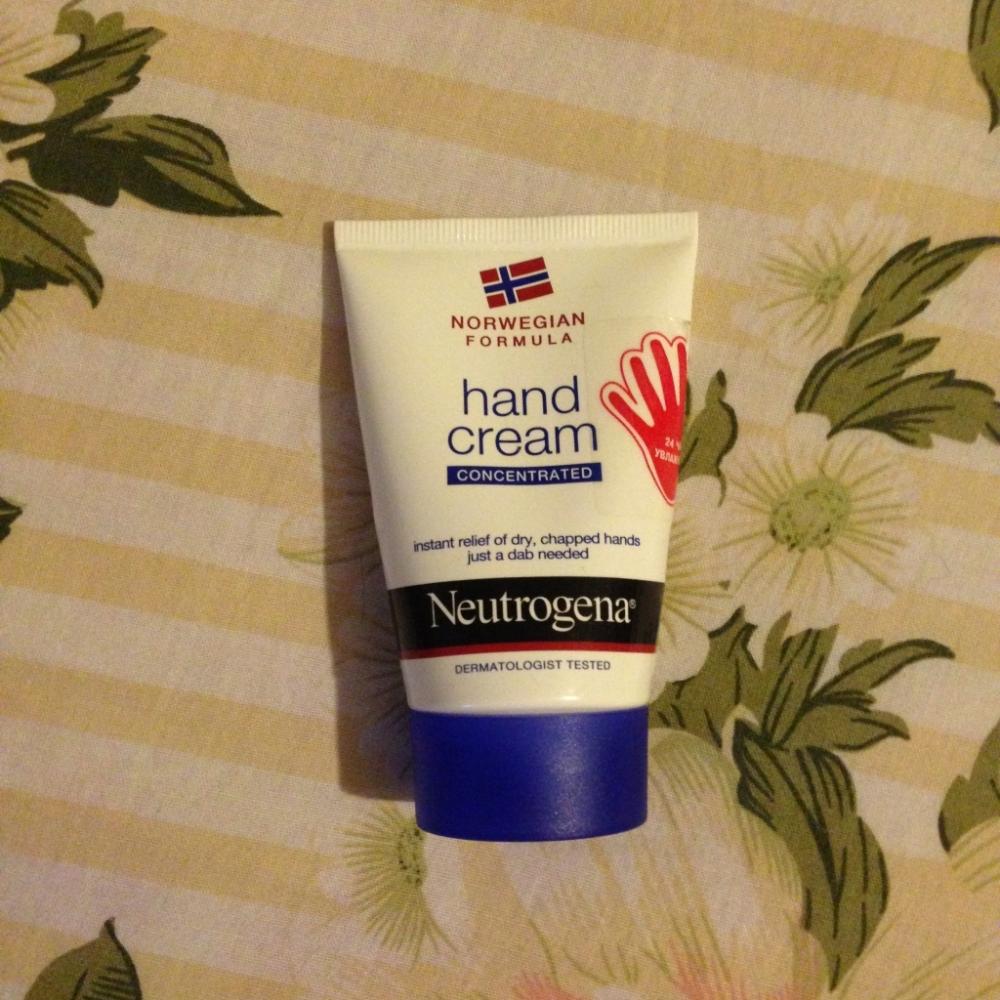 NORWEGIAN
FORMULA
hand
cream
CONCENTRATED
24
instant relief of dry, chapped hands
just a dab needed
Neutrogena®
DERMATOLOGIST TESTED